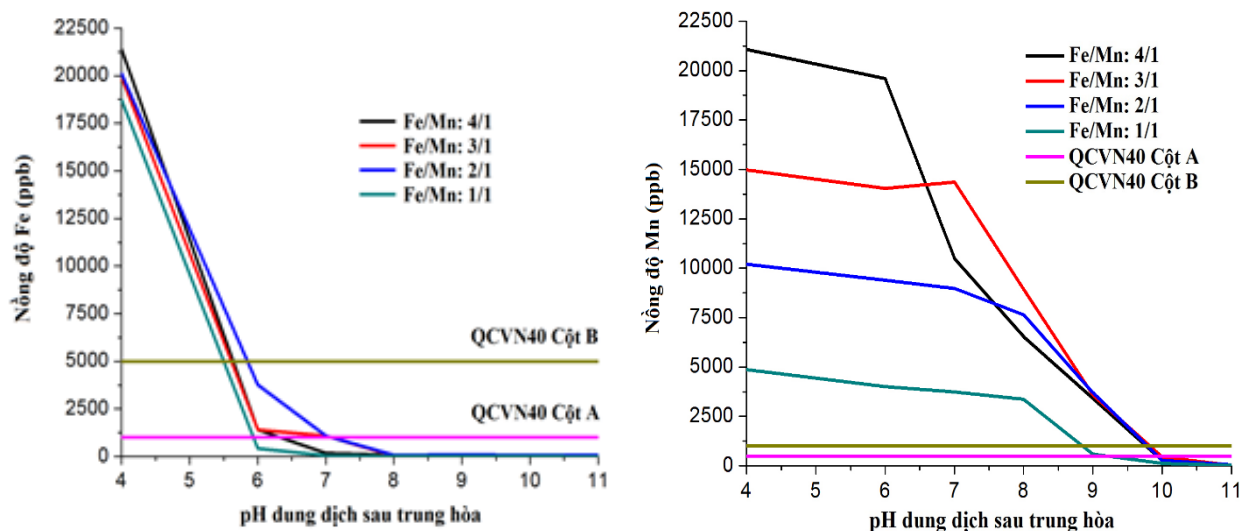 22500
20000
17500
15000
12500
10000
7500
5000
2500
0
Nồng độ Fe (ppb)
Fe/Mn: 4/1
Fe/Mn: 3/1
Fe/Mn: 2/1
Fe/Mn: 1/1
QCVN40 Cột B
QCVN40 Cột A
4 5 6 7 8 9 10 11
pH dung dịch sau trung hòa
22500
20000
17500
15000
12500
10000
7500
5000
2500
0
Nồng độ Mn (ppb)
Fe/Mn: 4/1
Fe/Mn: 3/1
Fe/Mn: 2/1
Fe/Mn: 1/1
QCVN40 Cột A
QCVN40 Cột B
4 5 6 7 8 9 10 11
pH dung dịch sau trung hòa